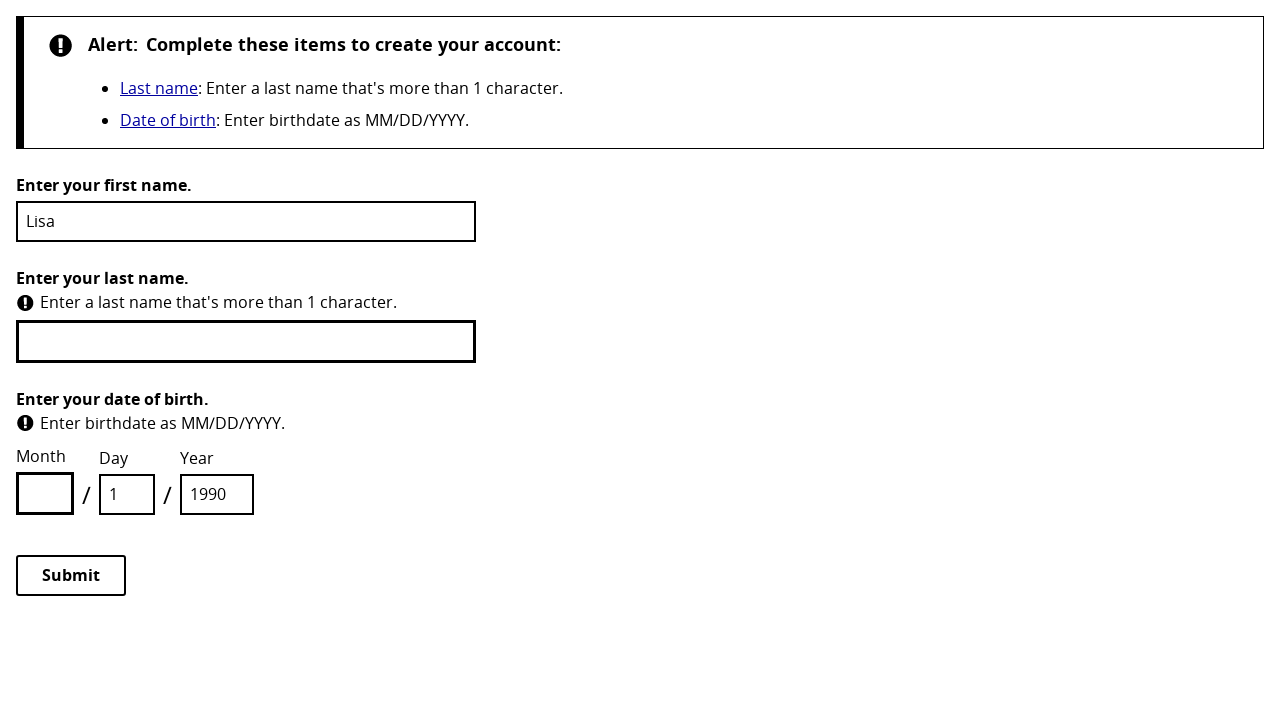 Alert: Complete these items to create your account:
Last name: Enter a last name that's more than 1 character.
Date of birth: Enter birthdate as MM/DD/YYYY.
Enter your first name.
Lisa
Enter your last name.
Enter a last name that's more than 1 character.
Enter your date of birth.
Enter birthdate as MM/DD/YYYY.
Month Day Year
/ 1 / 1990
Submit